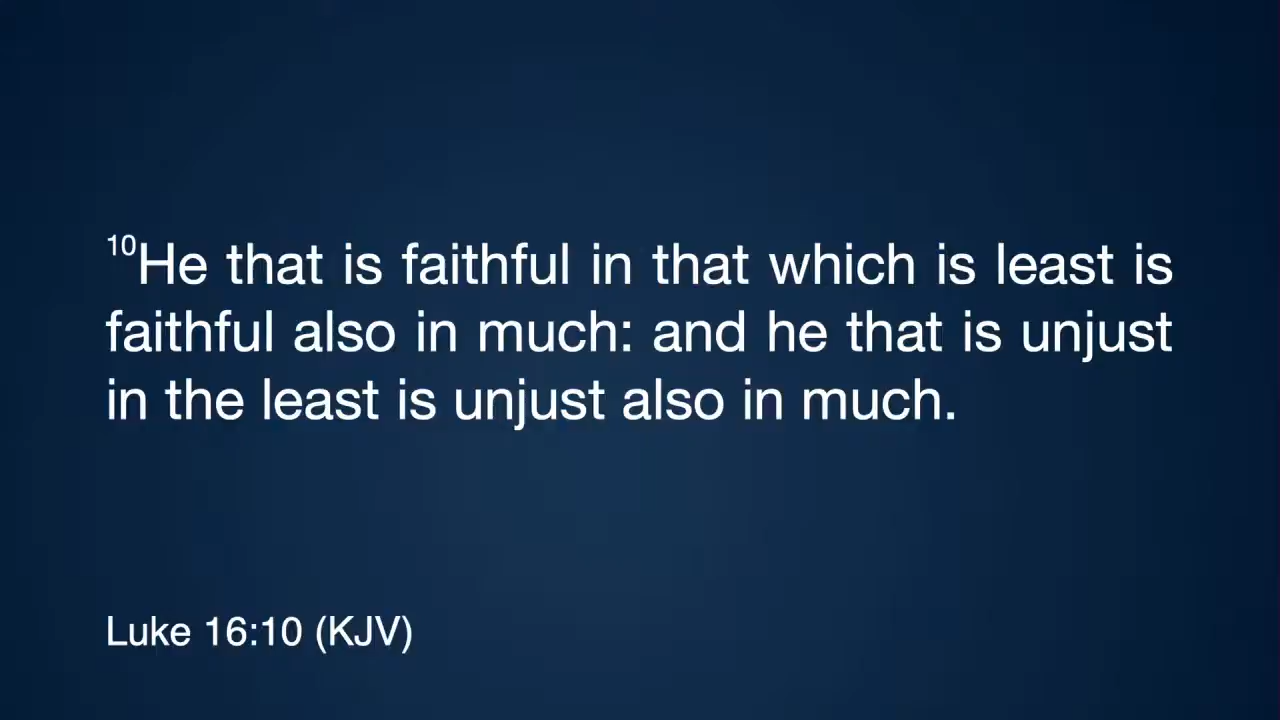 10He that is faithful in that which is least is
faithful also in much: and he that is unjust
in the least is unjust also in much.
Luke 16:10 (KJV)